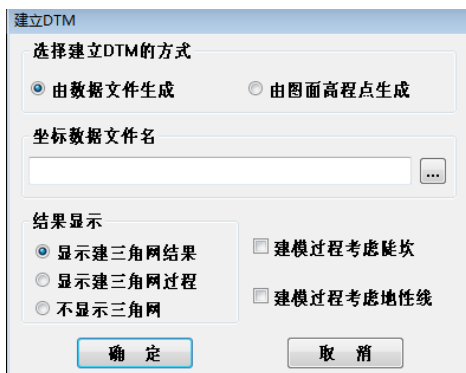 建立DTM
选择建立DTM的方式
由数据文件生成 由图面高程点生成
坐标数据文件名
...
结果显示
显示建三角网结果 建模过程考虑陡坎
显示建三角网过程
不显示三角网 建模过程考虑地性线
确 定 取 消